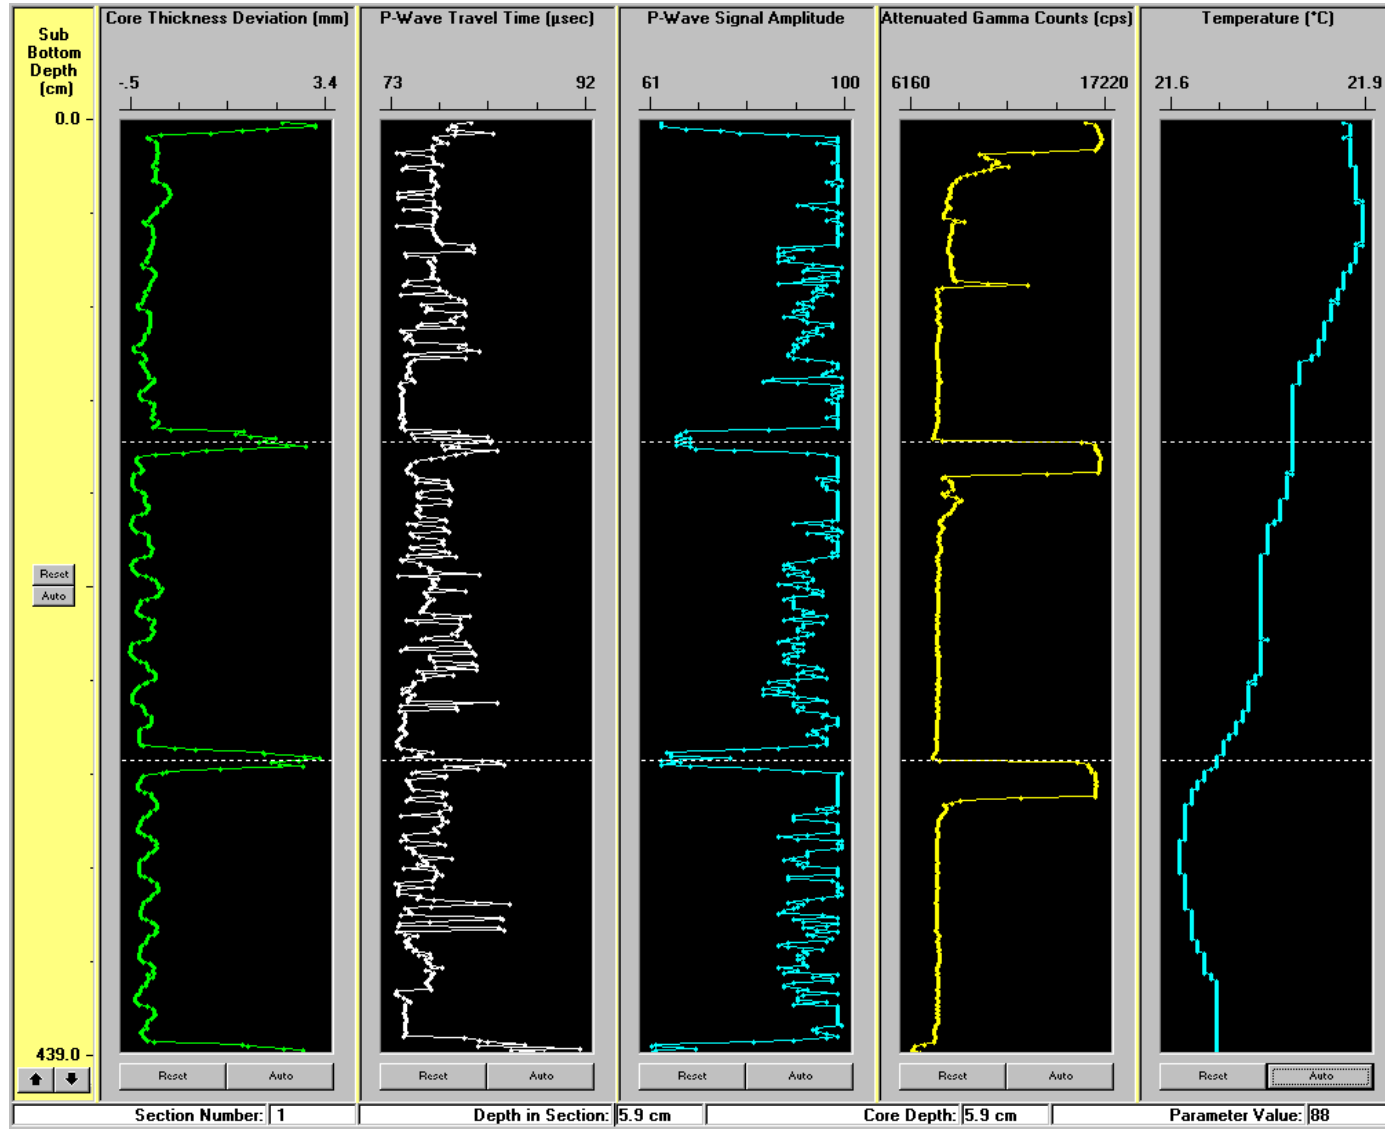 Sub
Bottom
Depth
(cm)
0.0
Reset
Auto
439.0
Core Thickness Deviation (mm)
-.5 3.4
Reset Auto
P-Wave Travel Time (µsec)
73 92
Reset Auto
P-Wave Signal Amplitude
61 100
Reset Auto
Attenuated Gamma Counts (cps)
6160 17220
Reset Auto
Temperature (°C)
21.6 21.9
Reset Auto
Section Number: 1 Depth in Section: 5.9 cm Core Depth: 5.9 cm Parameter Value: 88